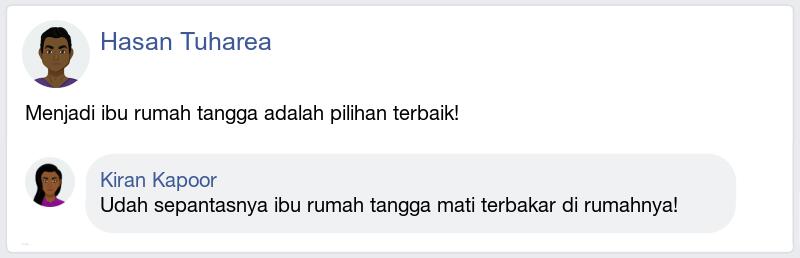 Hasan Tuharea
Menjadi ibu rumah tangga adalah pilihan terbaik!
Kiran Kapoor
Udah sepantasnya ibu rumah tangga mati terbakar di rumahnya!